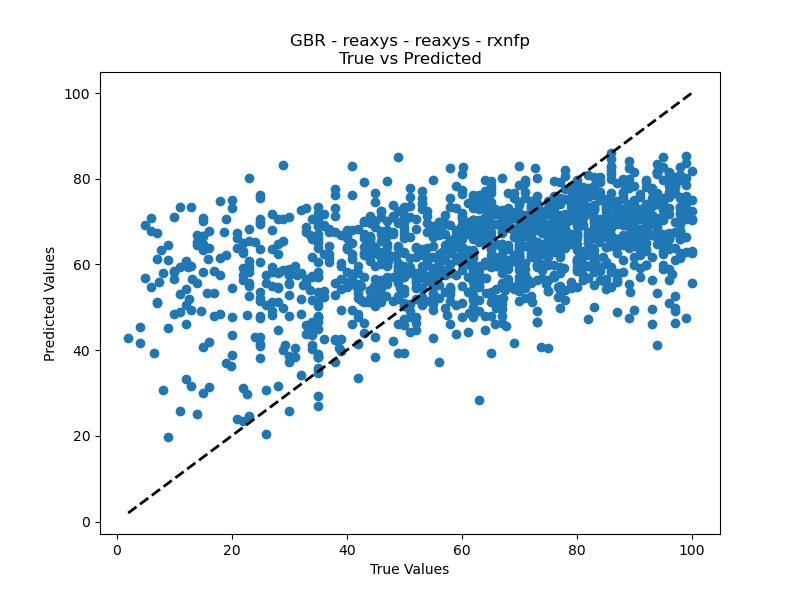 GBR - reaxys - reaxys - rxnfp
True vs Predicted
100
80
60
40
20
0
Predicted Values
0 20 40 60 80 100
True Values